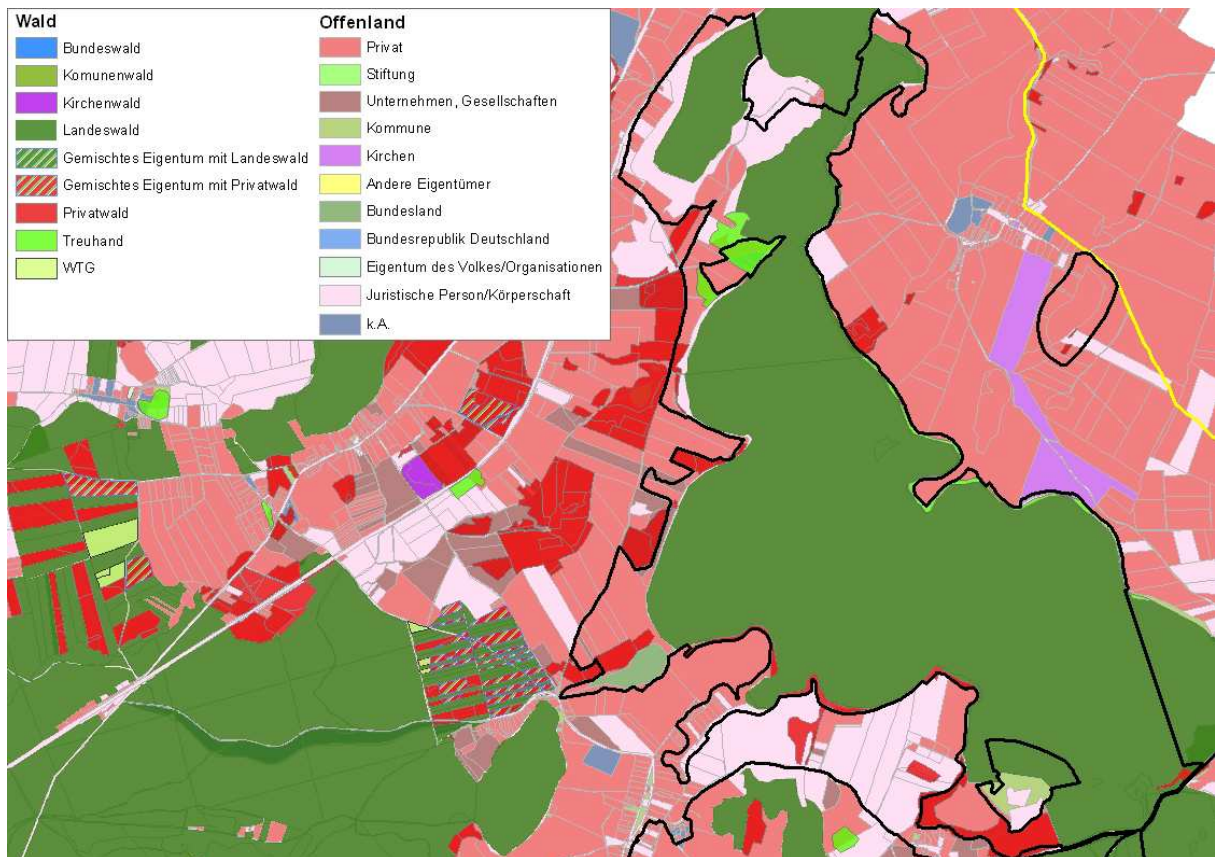 Wald
Bundeswald
Komunenwald
Kirchenwald
Landeswald
Gemischtes Eigentum mit Landeswald
Gemischtes Eigentum mit Privatwald
Privatwald
Treuhand
WTG
Offenland
Privat
Stiftung
Unternehmen, Gesellschaften
Kommune
Kirchen
Andere Eigentümer
Bundesland
Bundesrepublik Deutschland
Eigentum des Volkes/Organisationen
Juristische Person/Körperschaft
k.A.